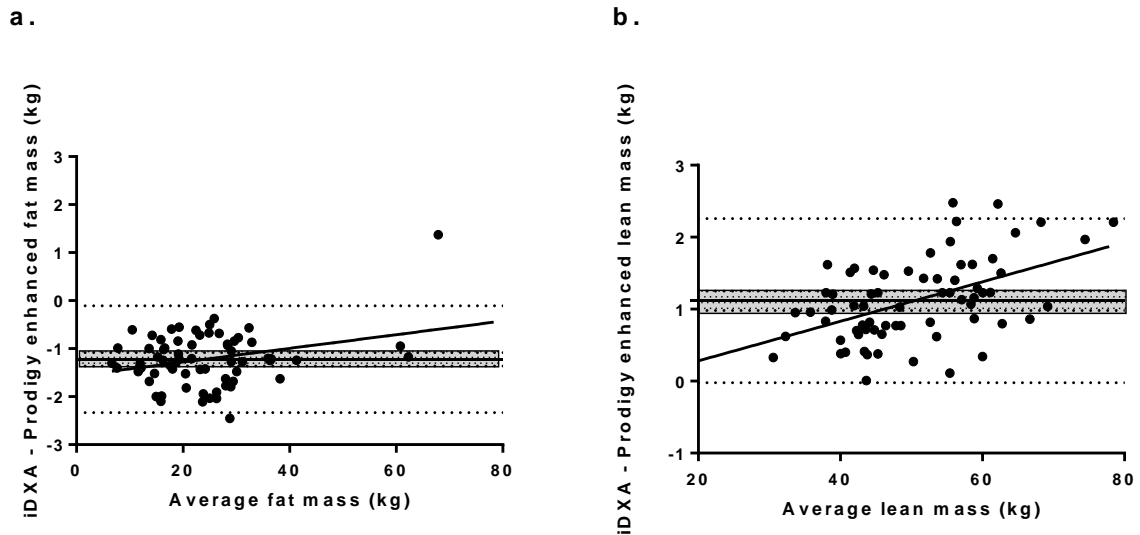 a.
iDXA - Prodigy enhanced fat mass (kg)
3
2
1
0
-1
-2
-3
0 20 40 60 80
Average fat mass (kg)
b.
iDXA - Prodigy enhanced lean mass (kg)
3
2
1
0
-1
20 40 60 80
Average lean mass (kg)